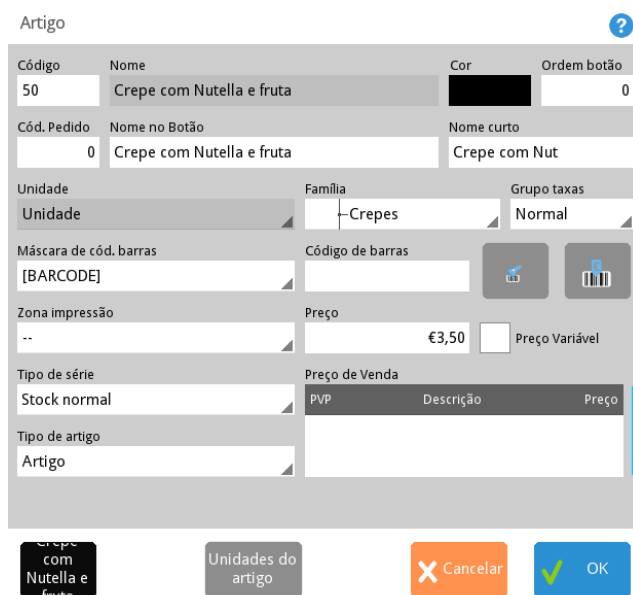 Artigo
?
Código Nome Cor Ordem botão
50 Crepe com Nutella e fruta 0
Cód. Pedido Nome no Botão Nome curto
0 Crepe com Nutella e fruta Crepe com Nut
Unidade Família Grupo taxas
Unidade Crepes Normal
Máscara de cód. barras Código de barras
[BARCODE]
Zona impressão Preço
-- €3,50 Preço Variável
Tipo de série Preço de Venda
Stock normal PVP Descrição Preço
Tipo de artigo
Artigo
Crepe
com
Nutella e
fruta
Unidades do
artigo
Cancelar
OK